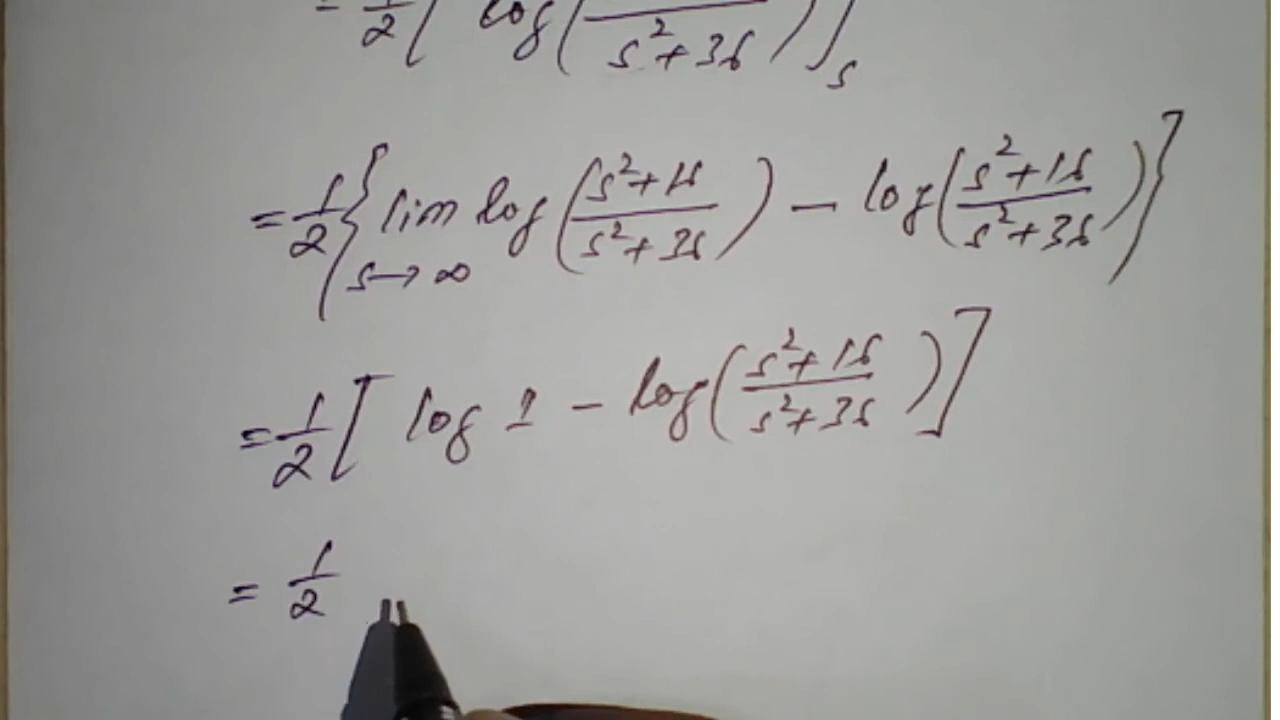 = 1/2 [ log( /s²+36 ) ]s
= 1/2 { lim s→∞ log( s²+16/s²+36 ) – log( s²+16/s²+36 ) }
= 1/2 [ log 1 – log( s²+16/s²+36 ) ]
= 1/2